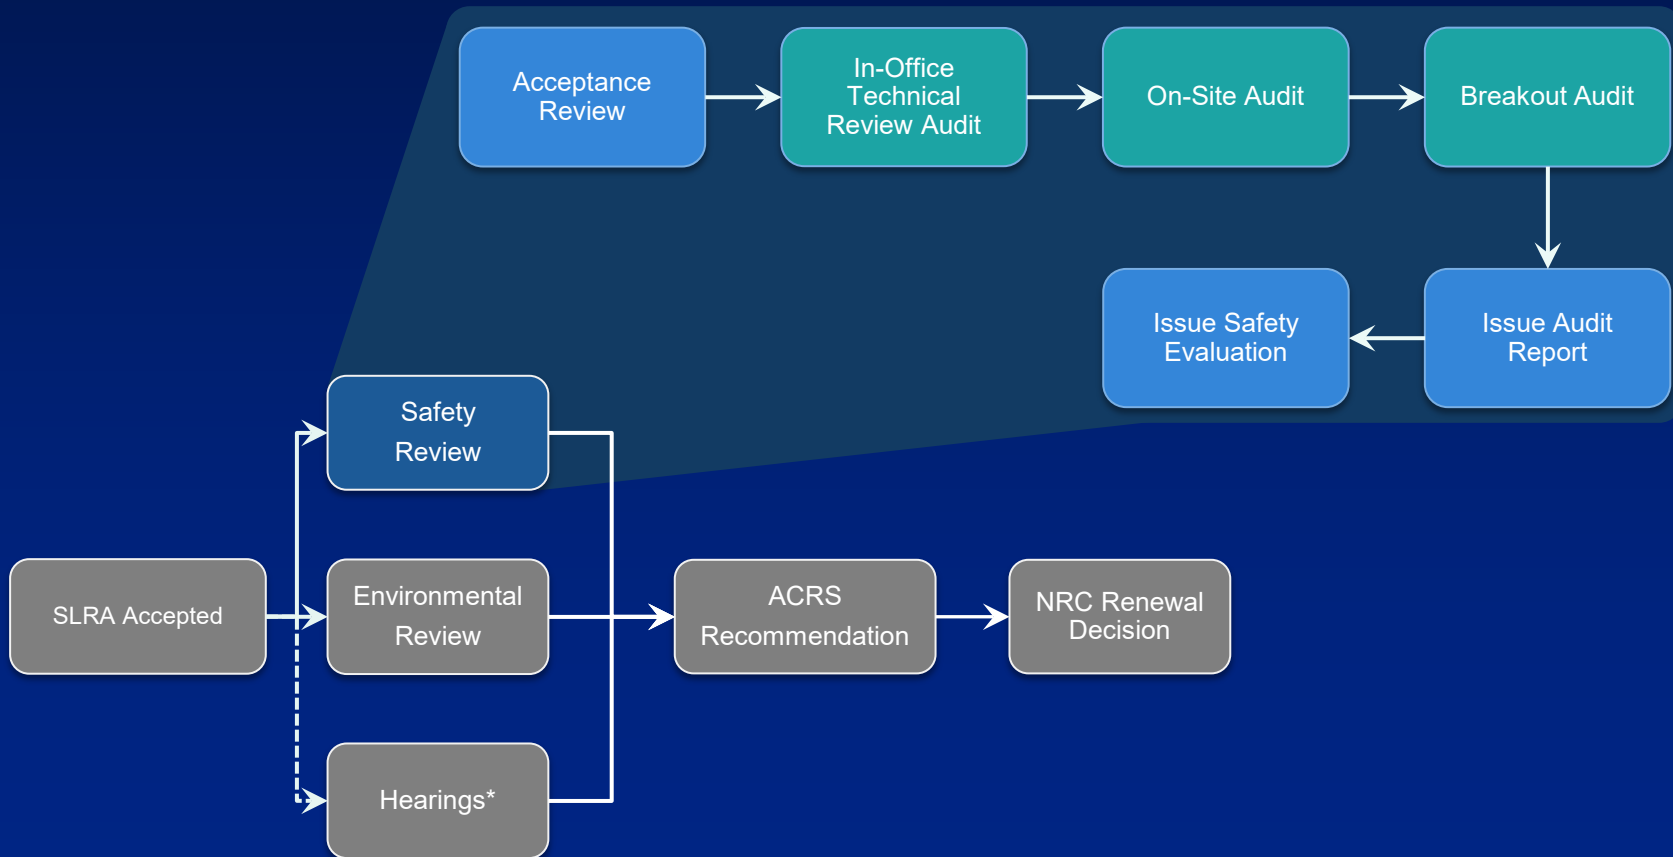 Acceptance
Review
In-Office
Technical
Review Audit
On-Site Audit
Breakout Audit
Issue Safety
Evaluation
Issue Audit
Report
Safety
Review
SLRA Accepted
Environmental
Review
ACRS
Recommendation
NRC Renewal
Decision
Hearings*